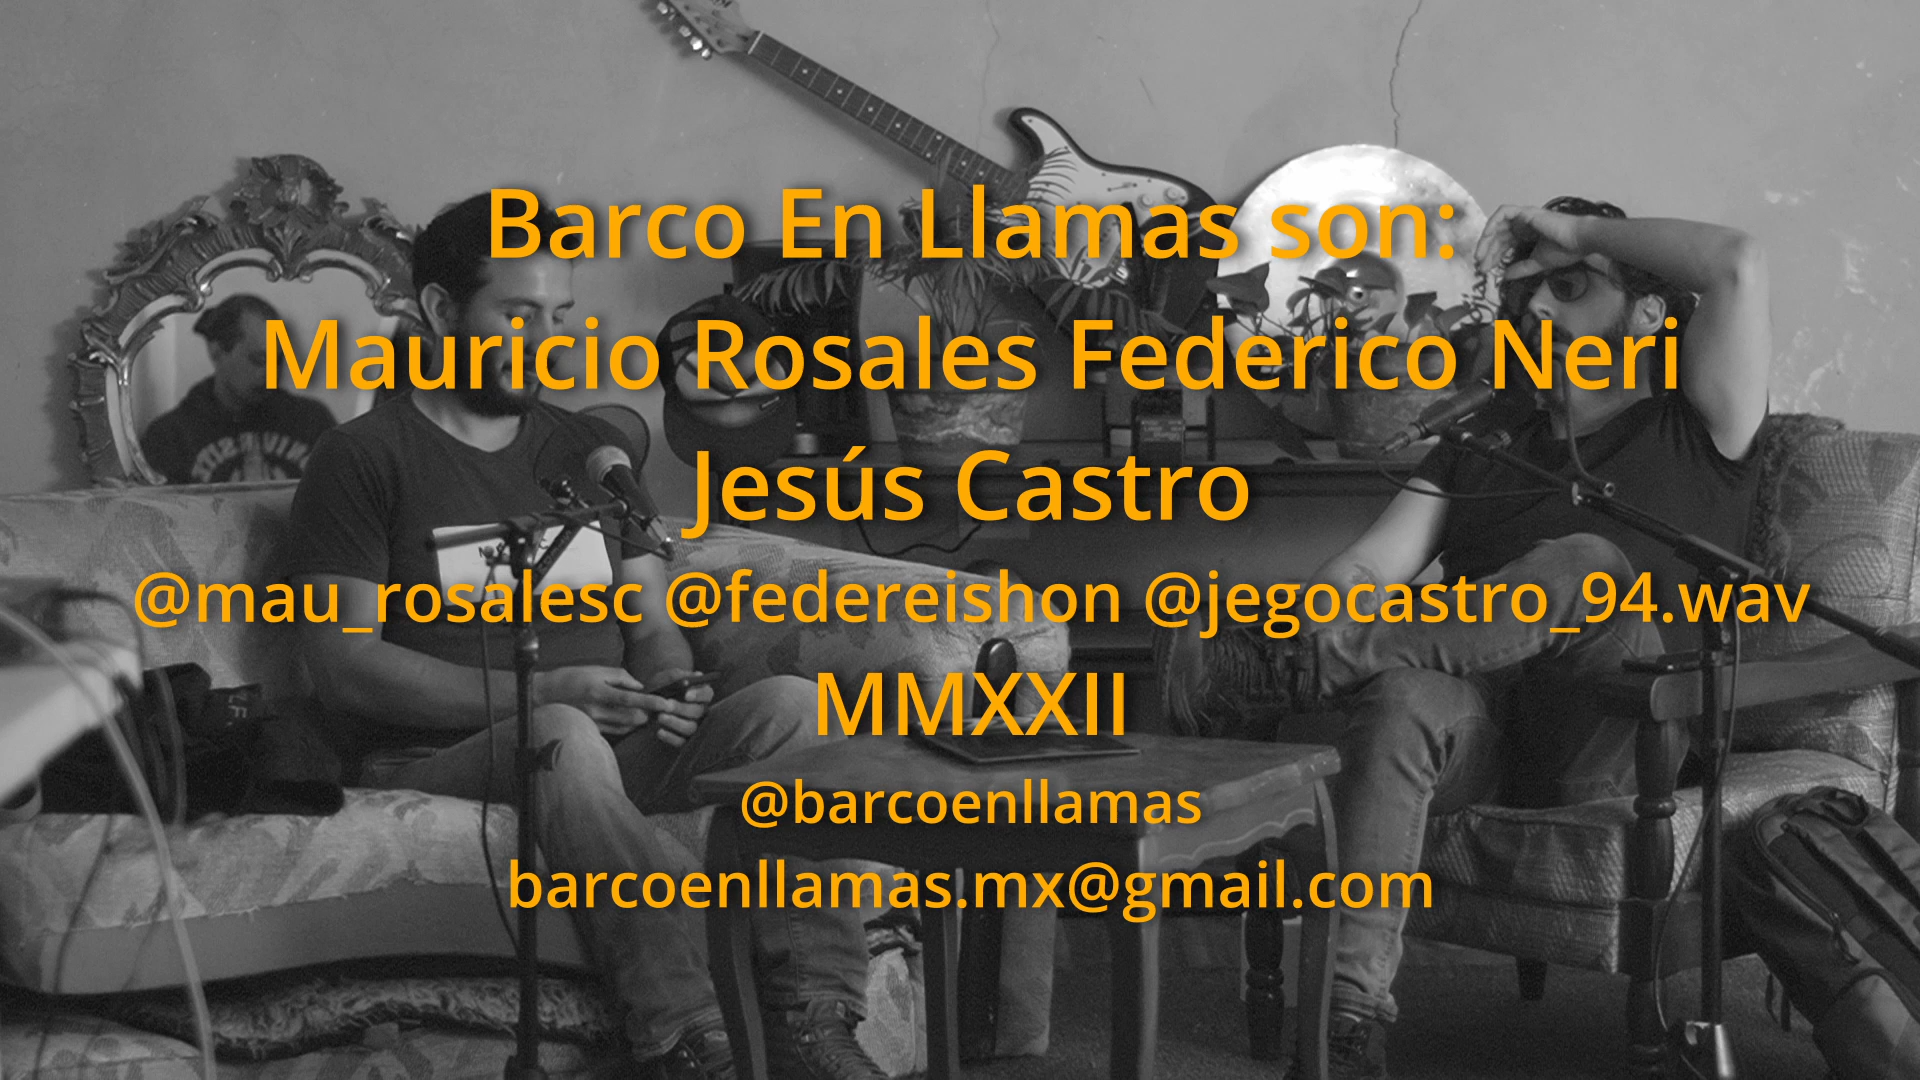 Barco En Llamas son:
Mauricio Rosales Federico Neri
Jesús Castro
@mau_rosalesc @federeishon @jegocastro_94.wav
MMXXII
@barcoenllamas
barcoenllamas.mx@gmail.com